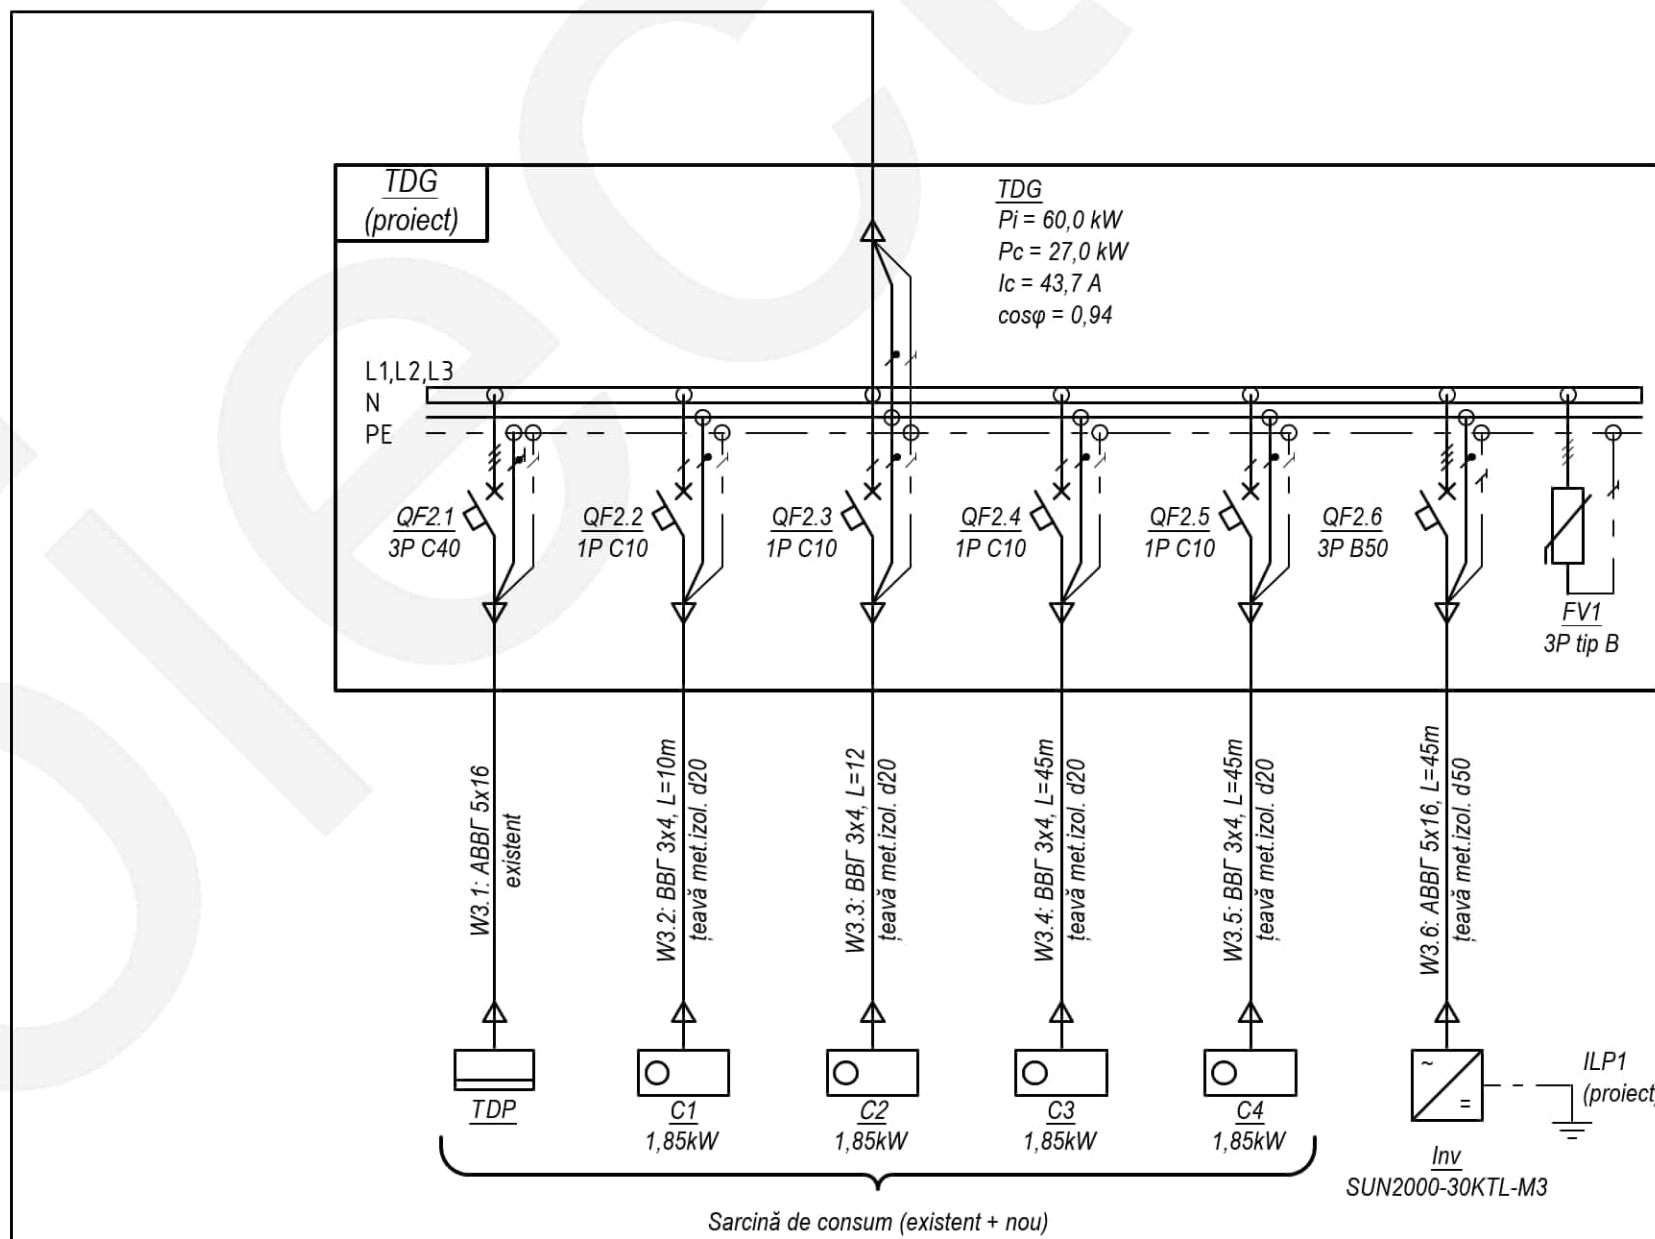 TDG
(proiect)
TDG
Pi = 60,0 kW
Pc = 27,0 kW
Ic = 43,7 A
cosφ = 0,94
L1,L2,L3
N
PE
QF2.1
3P C40
QF2.2
1P C10
QF2.3
1P C10
QF2.4
1P C10
QF2.5
1P C10
QF2.6
3P B50
FV1
3P tip B
W3.1: АВВГ 5x16
existent
W3.2: ВВГ 3x4, L=10m
țeavă met.izol. d20
W3.3: ВВГ 3x4, L=12
țeavă met.izol. d20
W3.4: ВВГ 3x4, L=45m
țeavă met.izol. d20
W3.5: ВВГ 3x4, L=45m
țeavă met.izol. d20
W3.6: АВВГ 5x16, L=45m
țeavă met.izol. d50
~
=
TDP
C1
1,85kW
C2
1,85kW
C3
1,85kW
C4
1,85kW
ILP1
(proiect
Inv
SUN2000-30KTL-M3
Sarcină de consum (existent + nou)